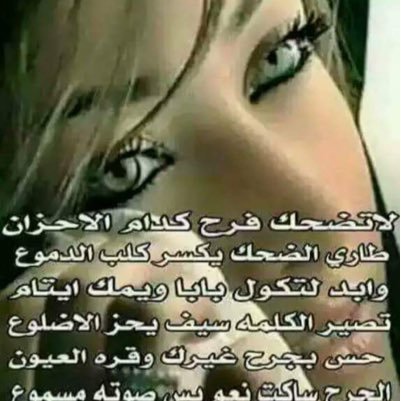 لاتضحك فرح كدام الاحزان
طاري الضحك يكسر كلب الدموع
وابد لتكول بابا ويمك ايتام
تصير الكلمه سيف يحز الاضلوع
حس بجرح غيرك وقره العيون
الجرح ساكت نعو بس صوته مسموع